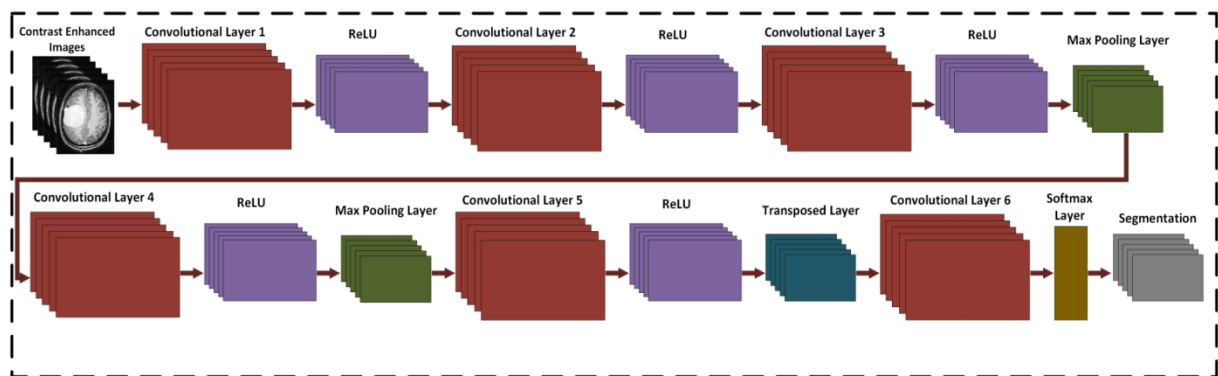 Contrast Enhanced
Images
Convolutional Layer 1
ReLU
Convolutional Layer 2
ReLU
Convolutional Layer 3
ReLU
Max Pooling Layer
Convolutional Layer 4
ReLU
Max Pooling Layer
Convolutional Layer 5
ReLU
Transposed Layer
Convolutional Layer 6
Softmax
Layer
Segmentation